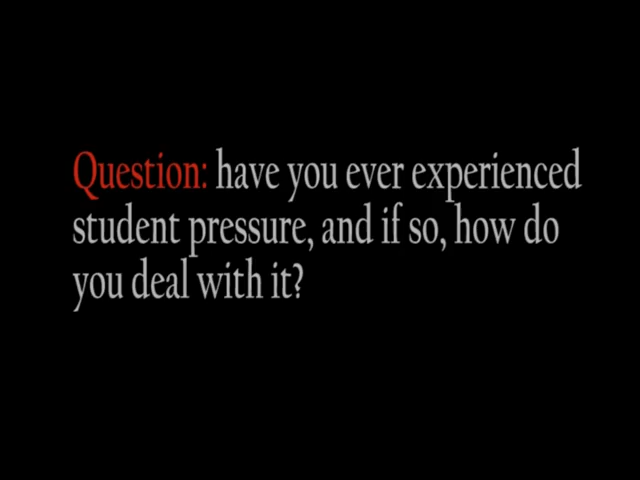 Question: have you ever experienced
student pressure, and if so, how do
you deal with it?